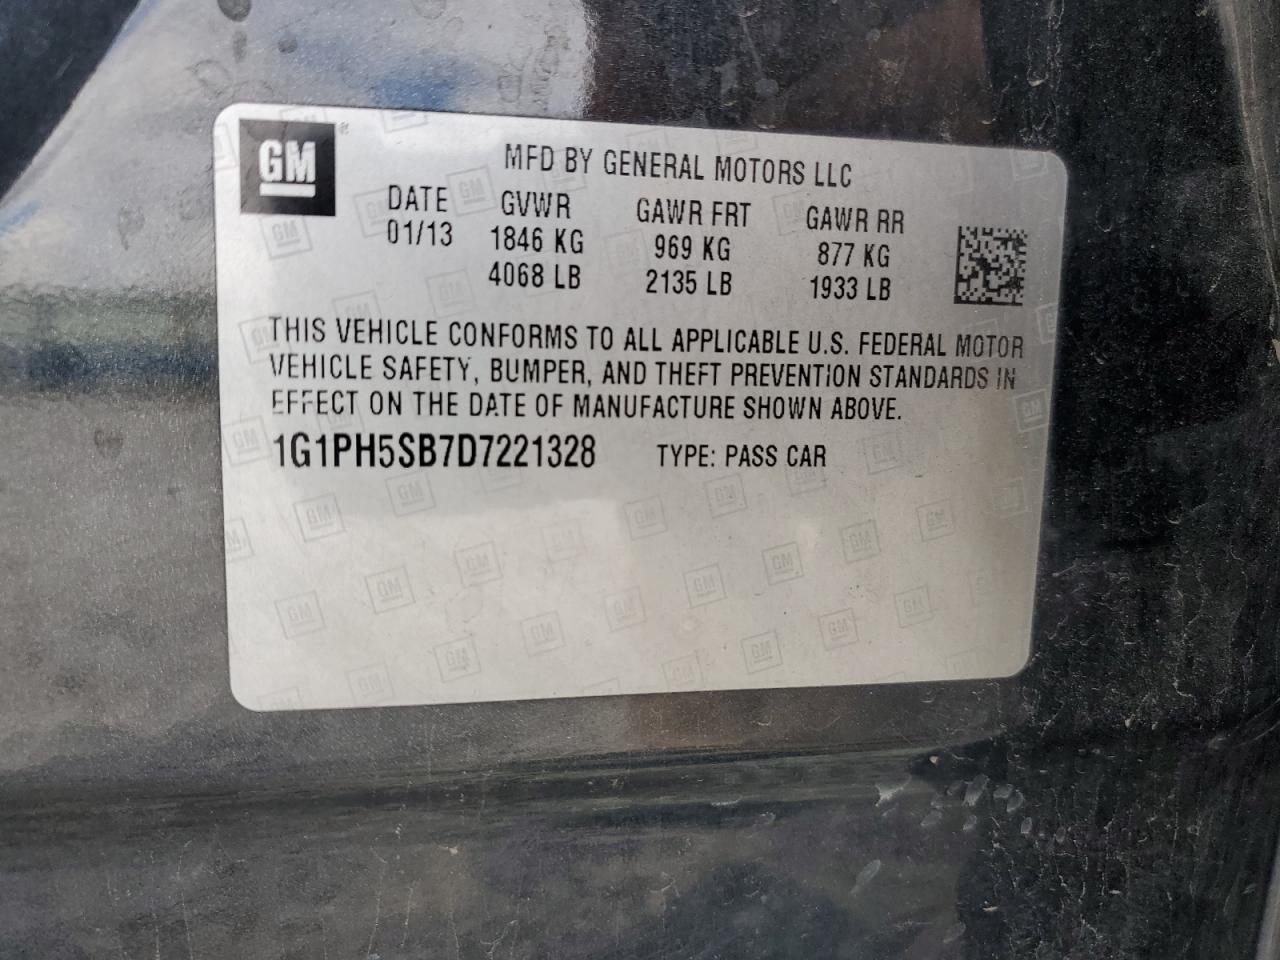 GM
MFD BY GENERAL MOTORS LLC
DATE GVWR GAWR FRT GAWR RR
01/13 1846 KG 969 KG 877 KG
4068 LB 2135 LB 1933 LB
THIS VEHICLE CONFORMS TO ALL APPLICABLE U.S. FEDERAL MOTOR
VEHICLE SAFETY, BUMPER, AND THEFT PREVENTION STANDARDS IN
EFFECT ON THE DATE OF MANUFACTURE SHOWN ABOVE.
1G1PH5SB7D7221328 TYPE: PASS CAR